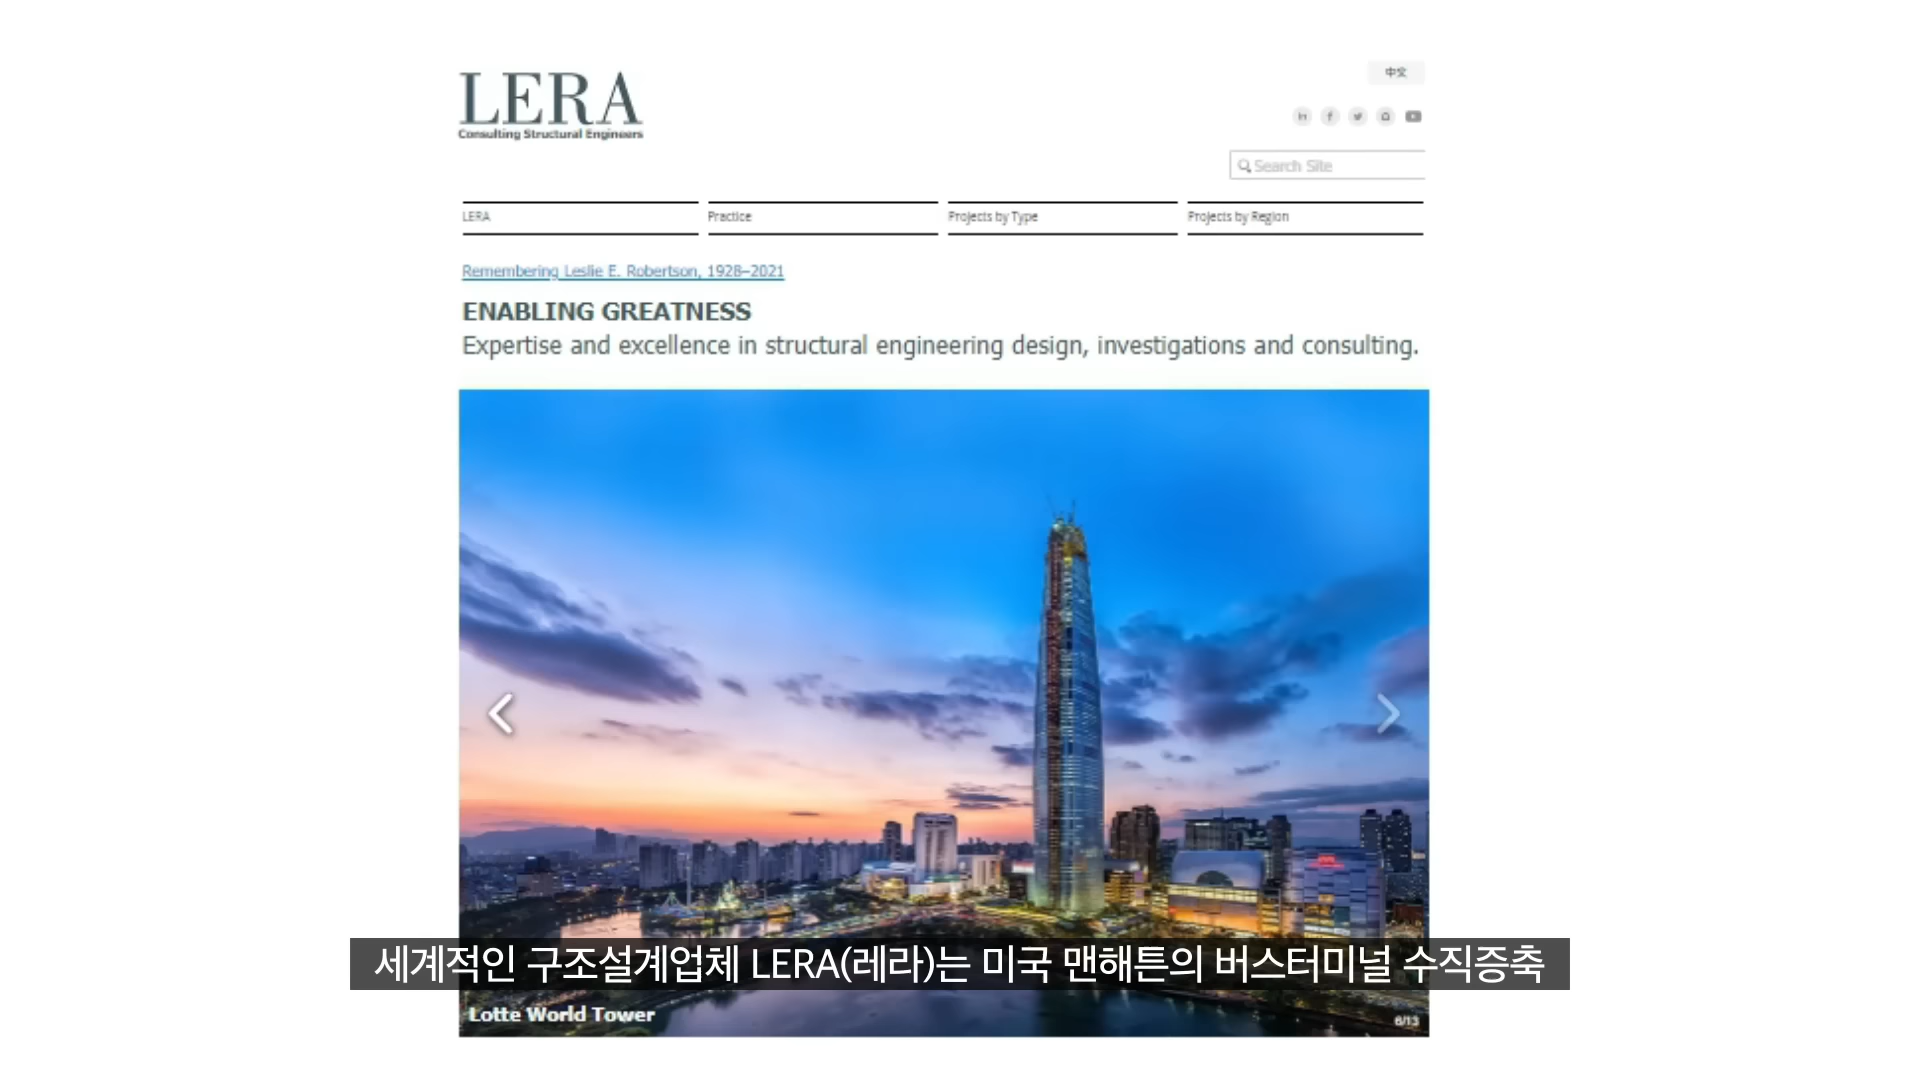 LERA
Consulting Structural Engineers
中文
Search Site
LERA
Practice
Projects by Type
Projects by Region
Remembering Leslie E. Robertson, 1928–2021
ENABLING GREATNESS
Expertise and excellence in structural engineering design, investigations and consulting.
세계적인 구조설계업체 LERA(레라)는 미국 맨해튼의 버스터미널 수직증축
Lotte World Tower
6/13